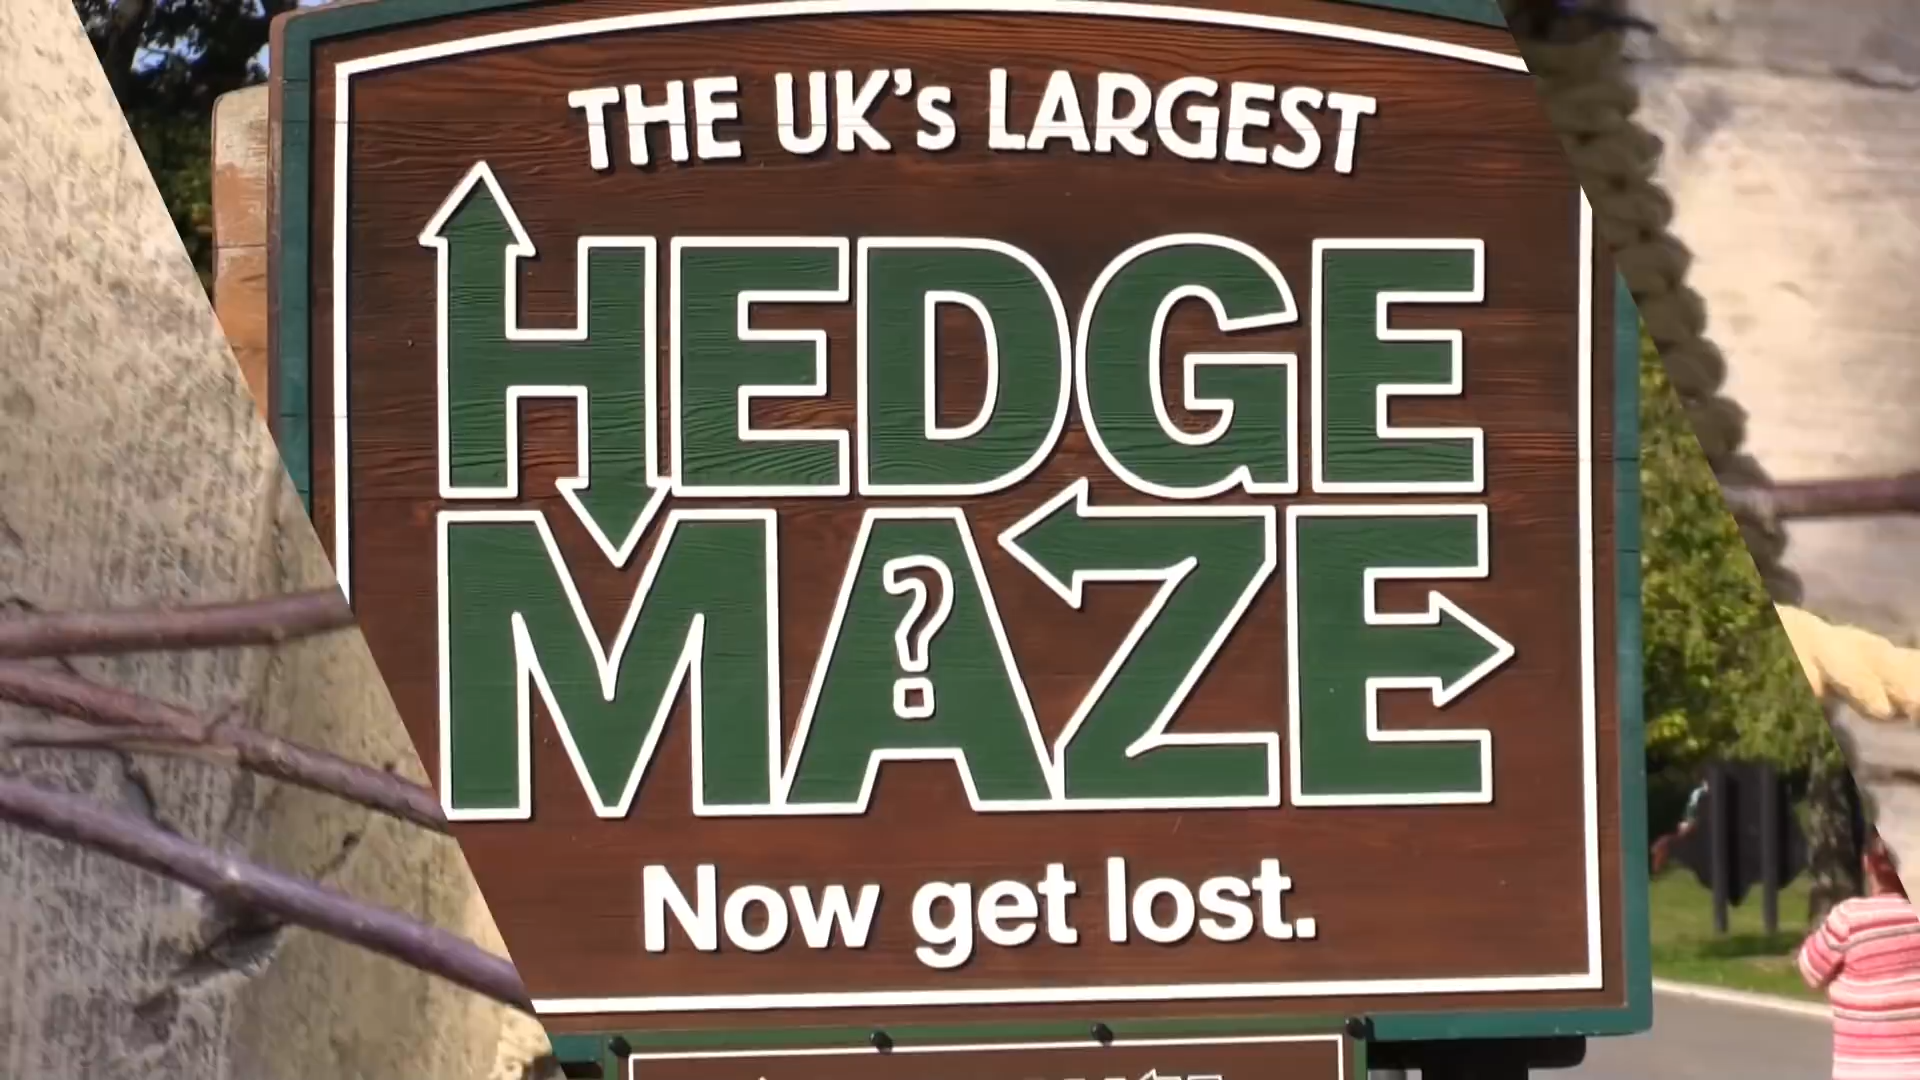 THE UK's LARGEST
HEDGE
MAZE
?
Now get lost.